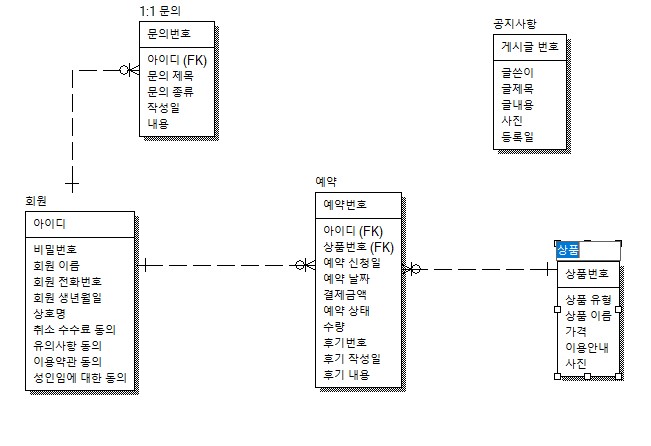 1:1 문의
문의번호
아이디 (FK)
문의 제목
문의 종류
작성일
내용
공지사항
게시글 번호
글쓴이
글제목
글내용
사진
등록일
회원
아이디
비밀번호
회원 이름
회원 전화번호
회원 생년월일
상호명
취소 수수료 동의
유의사항 동의
이용약관 동의
성인임에 대한 동의
예약
예약번호
아이디 (FK)
상품번호 (FK)
예약 신청일
예약 날짜
결제금액
예약 상태
수량
후기번호
후기 작성일
후기 내용
상품
상품번호
상품 유형
상품 이름
가격
이용안내
사진